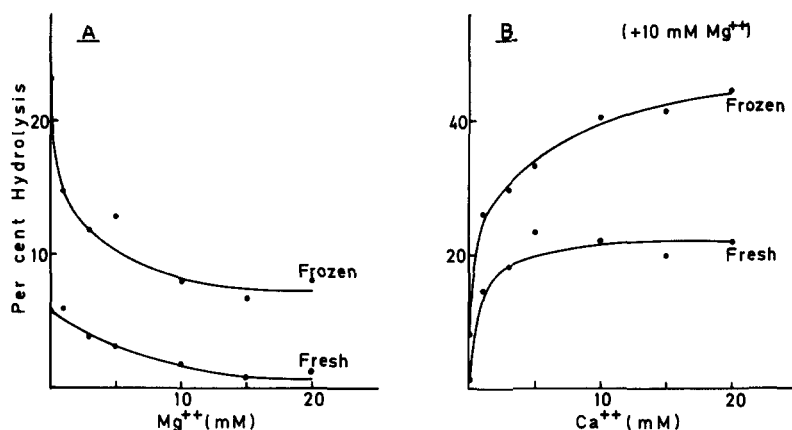 A
Per cent Hydrolysis
20
10
Frozen
Fresh
10
20
Mg++ (mM)
B
(+10 mM Mg++)
40
20
Frozen
Fresh
10
20
Ca++ (mM)